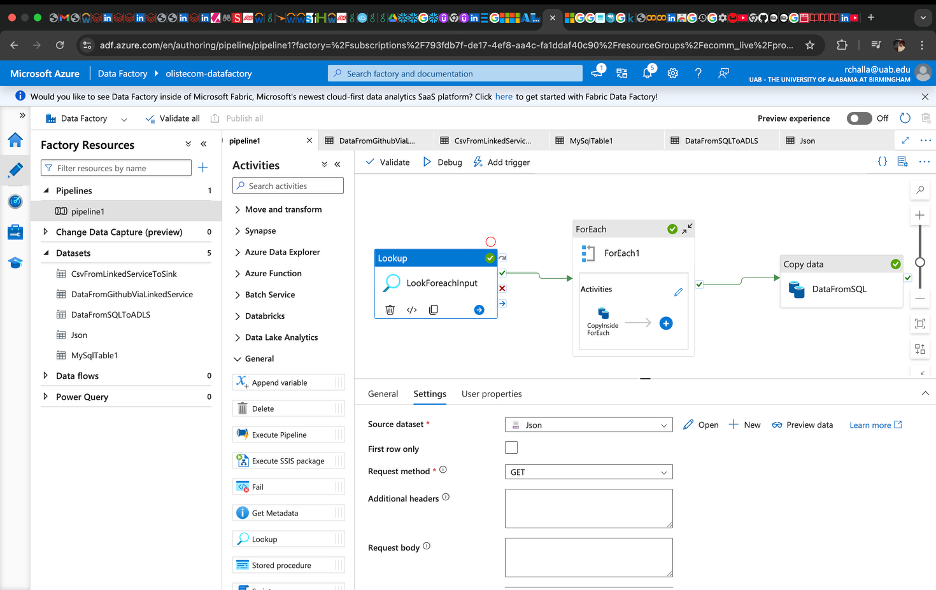 adf.azure.com/en/authoring/pipeline/pipeline1?factory=%2Fsubscriptions%2F793fdb7f-de17-4ef8-aa4c-fa1ddaf40c90%2FresourceGroups%2Fecomm_live%2Fpro...
Microsoft Azure
Data Factory
olistecom-datafactory
Search factory and documentation
1
5
rchalla@uab.edu
UAB - THE UNIVERSITY OF ALABAMA AT BIRMINGHAM
Would you like to see Data Factory inside of Microsoft Fabric, Microsoft's newest cloud-first data analytics SaaS platform? Click here to get started with Fabric Data Factory!
Data Factory
Validate all
Publish all
Preview experience
Off
Factory Resources
Filter resources by name
Pipelines 1
pipeline1
Change Data Capture (preview) 0
Datasets 5
CsvFromLinkedServiceToSink
DataFromGithubViaLinkedService
DataFromSQLToADLS
Json
MySqlTable1
Data flows 0
Power Query 0
pipeline1
DataFromGithubViaL...
CsvFromLinkedServic...
MySqlTable1
DataFromSQLToADLS
Json
Activities
Search activities
Move and transform
Synapse
Azure Data Explorer
Azure Function
Batch Service
Databricks
Data Lake Analytics
General
Append variable
Delete
Execute Pipeline
Execute SSIS package
Fail
Get Metadata
Lookup
Stored procedure
Validate
Debug
Add trigger
Lookup
LookForeachInput
ForEach
ForEach1
Activities
CopyInside
ForEach
Copy data
DataFromSQL
General
Settings
User properties
Source dataset *
Json
Open
New
Preview data
Learn more
First row only
Request method *
GET
Additional headers
Request body